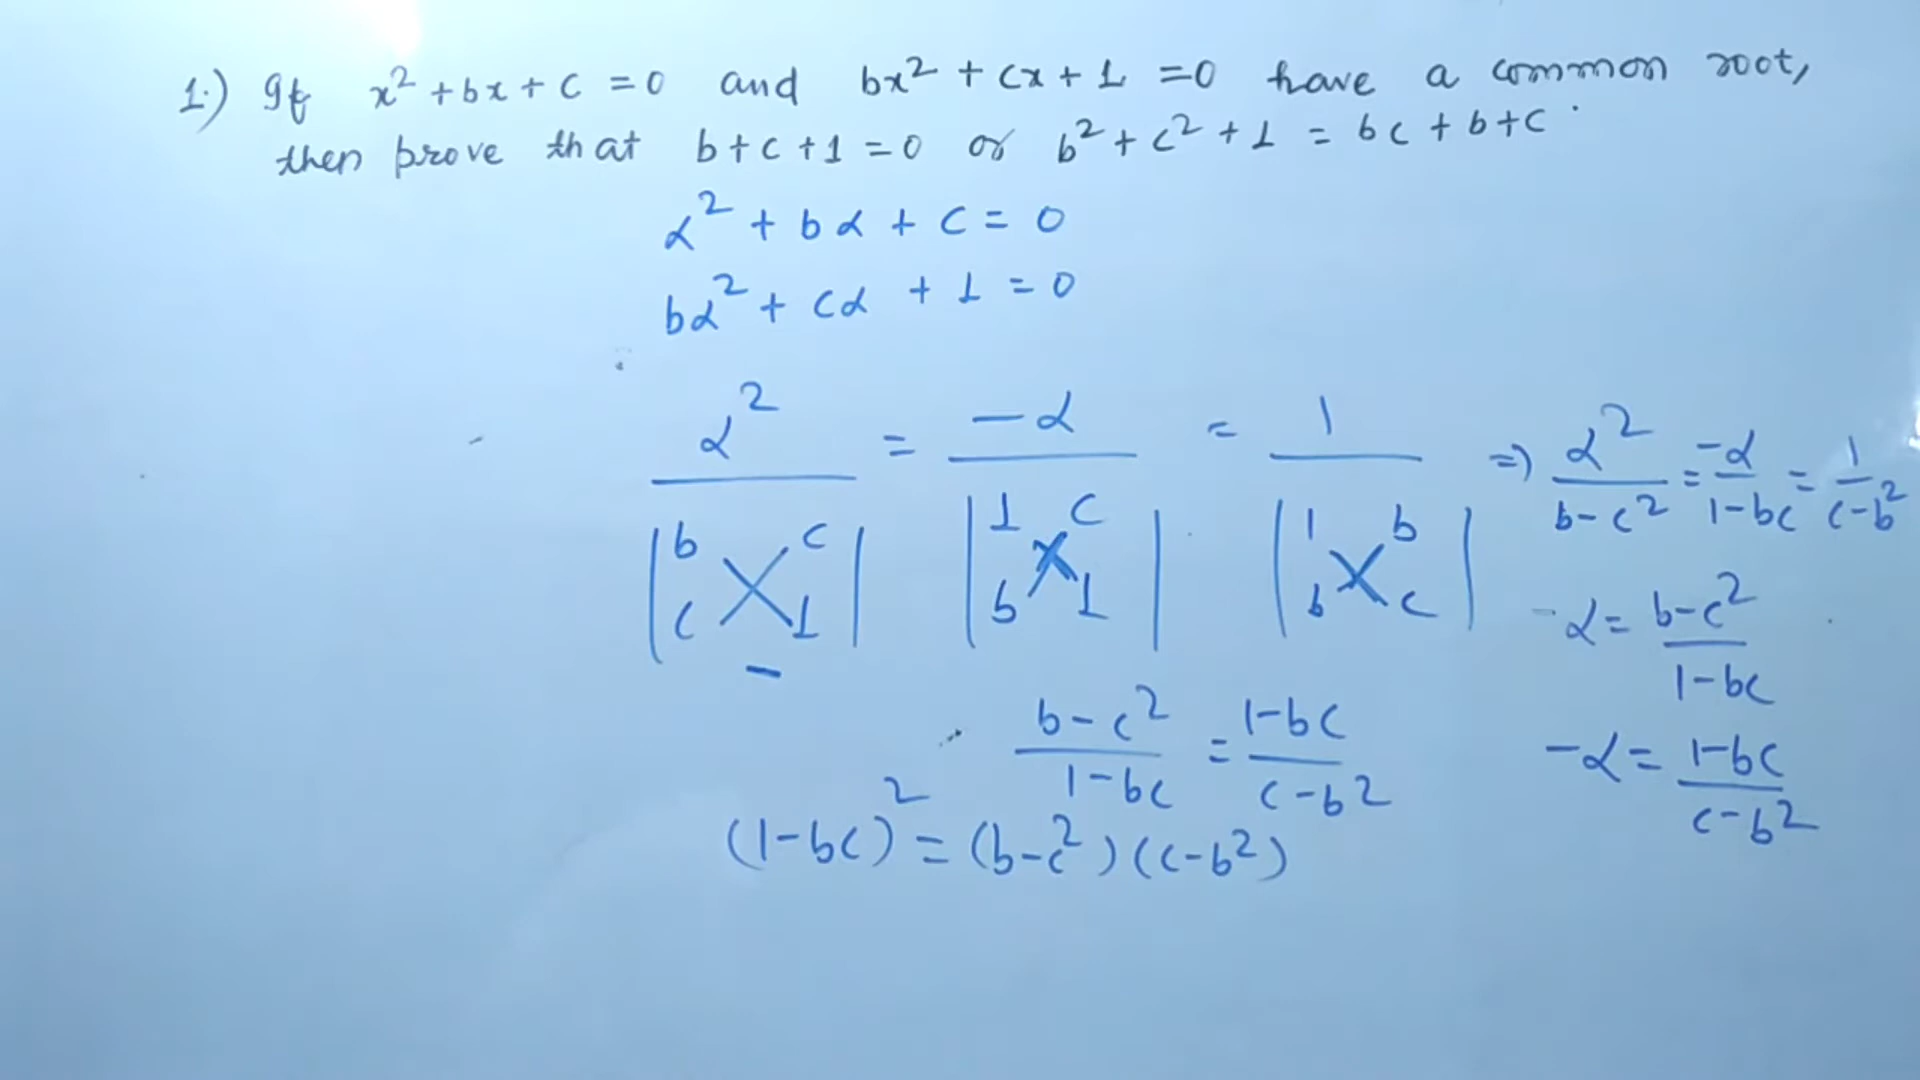 1.) If x² + bx + c = 0 and bx² + cx + 1 = 0 have a common root,
then prove that b + c + 1 = 0 or b² + c² + 1 = bc + b + c .
α² + bα + c = 0
bα² + cα + 1 = 0
α² = -α = 1 => α² = -α = 1
b c 1 c 1 b b-c² 1-bc c-b²
c 1 b 1 b c
-α = b-c²
1-bc
b-c² = 1-bc
1-bc c-b²
-α = 1-bc
c-b²
(1-bc)² = (b-c²)(c-b²)